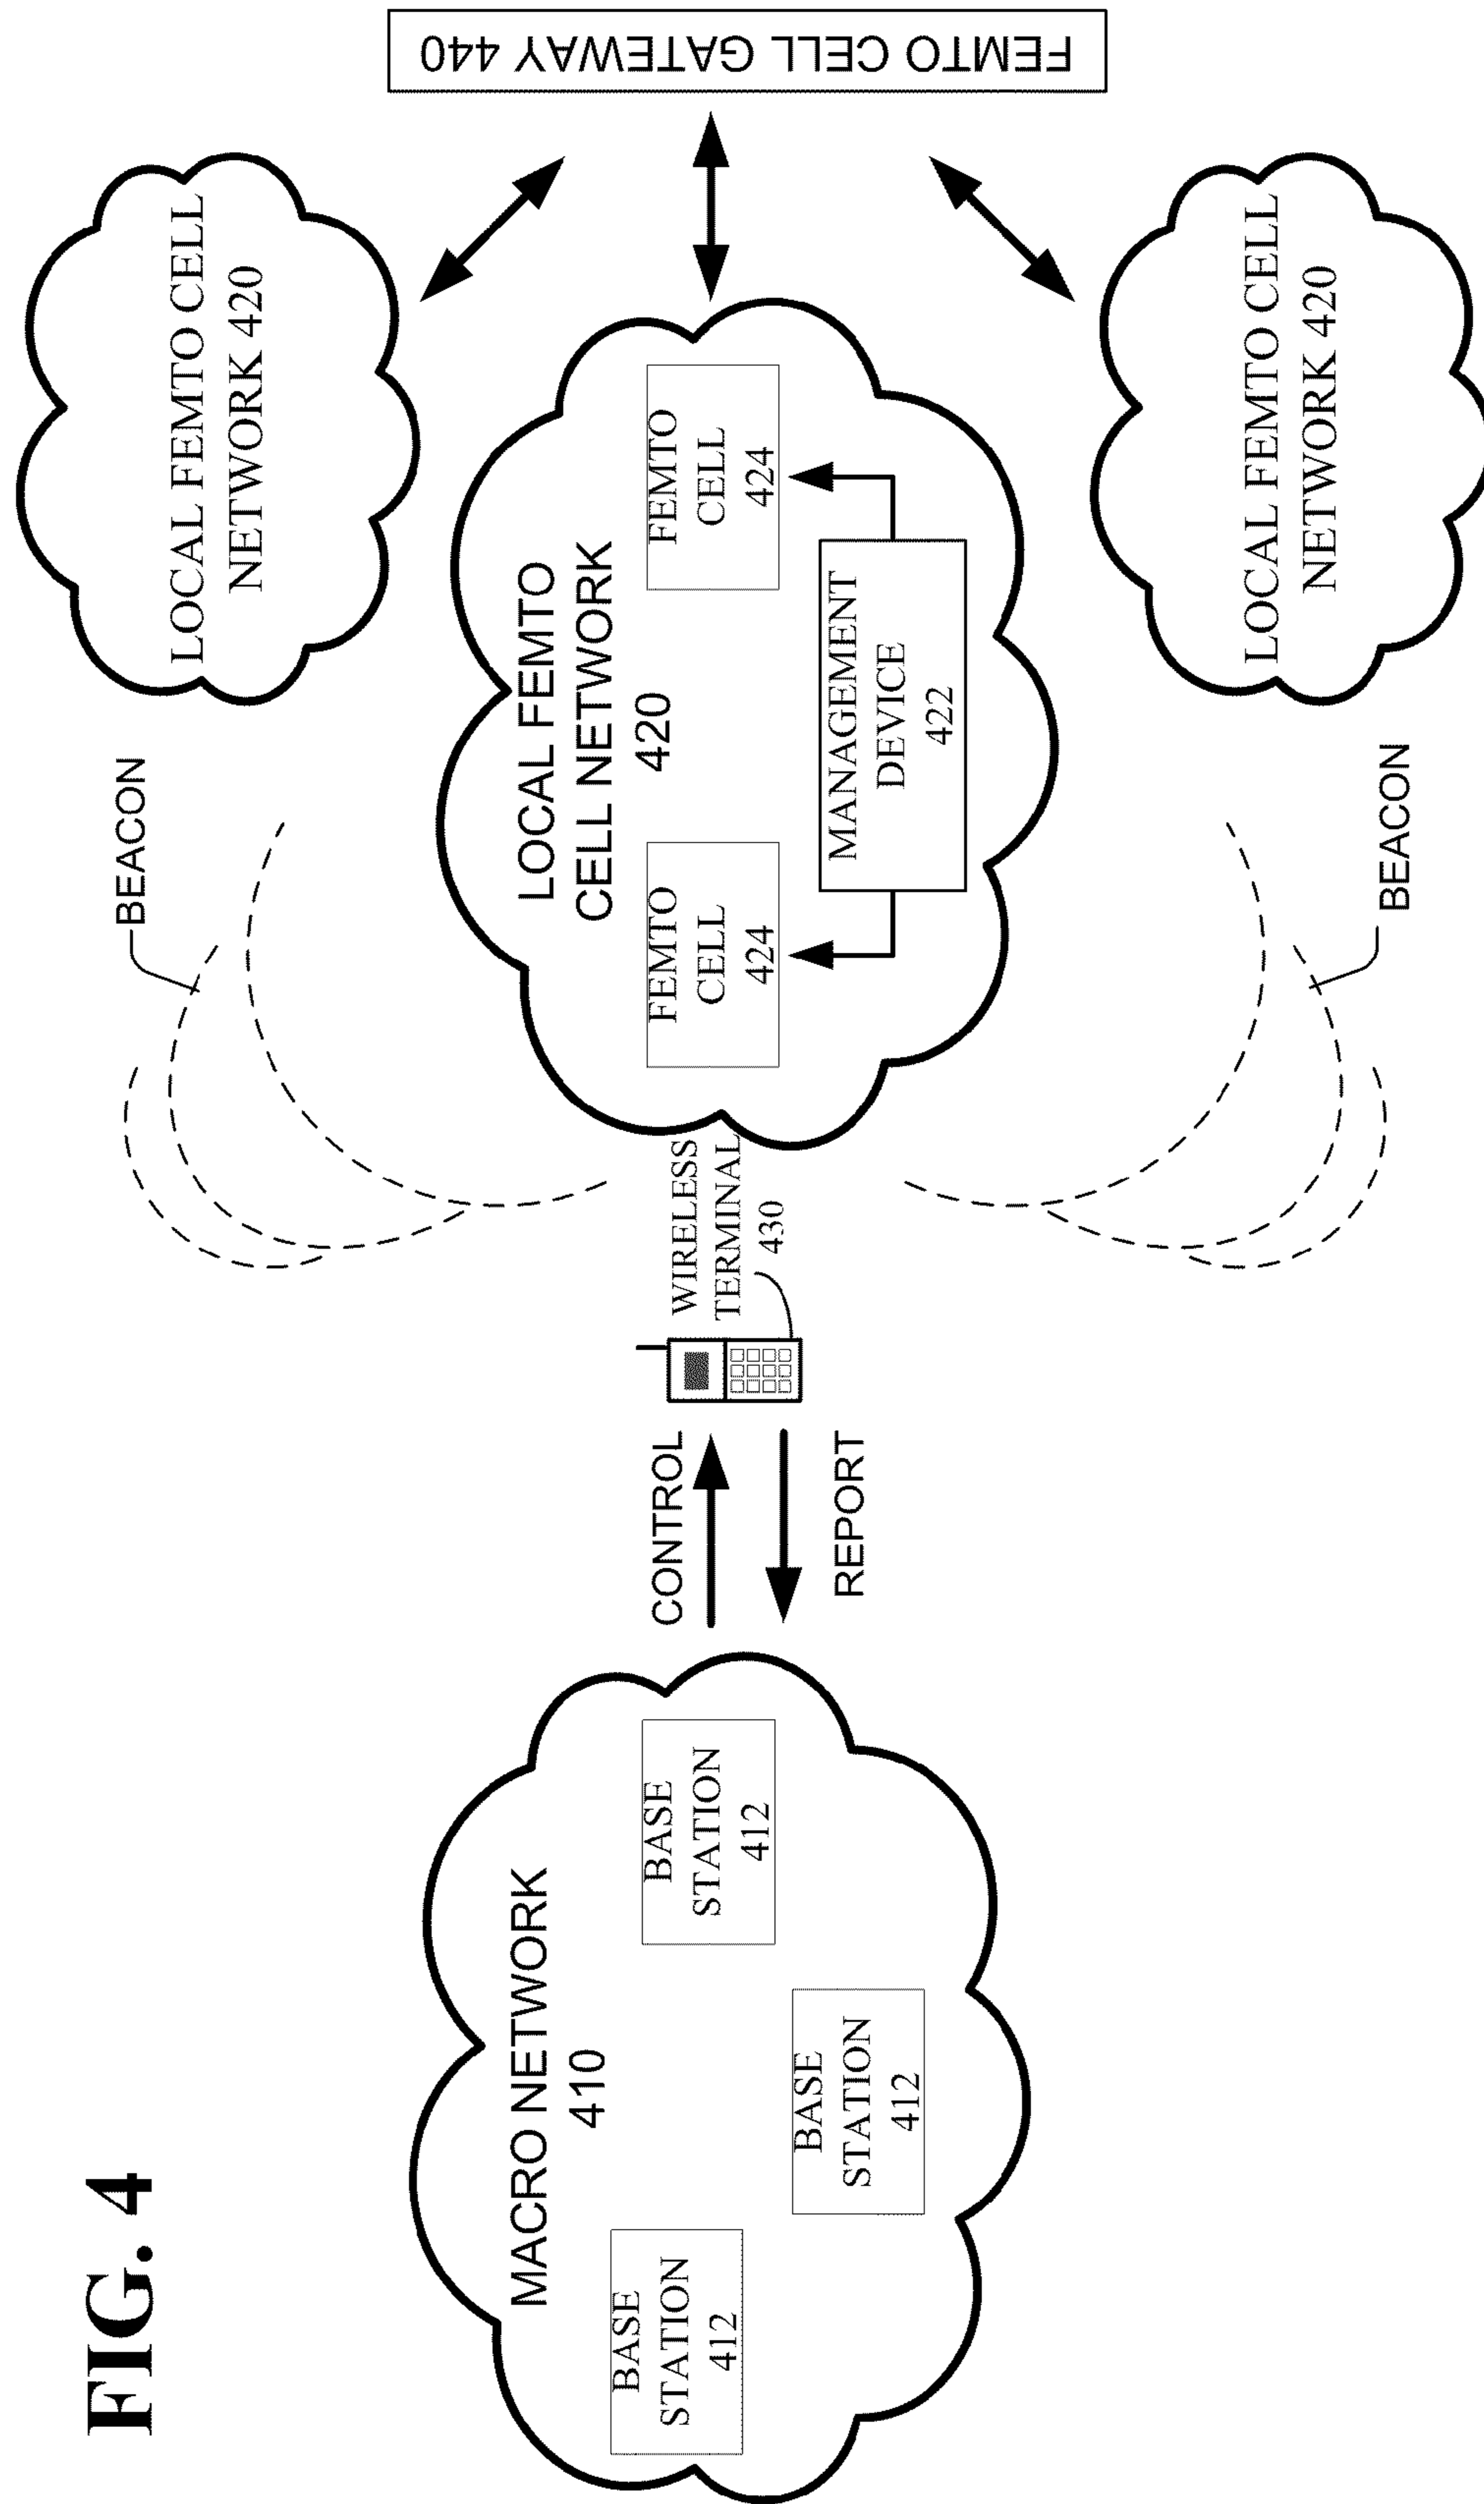 FIG. 4
MACRO NETWORK
410
BASE
STATION
412
BASE
STATION
412
BASE
STATION
412
CONTROL
REPORT
WIRELESS
TERMINAL
430
BEACON
BEACON
LOCAL FEMTO
CELL NETWORK
420
FEMTO
CELL
424
FEMTO
CELL
424
MANAGEMENT
DEVICE
422
LOCAL FEMTO CELL
NETWORK 420
LOCAL FEMTO CELL
NETWORK 420
FEMTO CELL GATEWAY 440